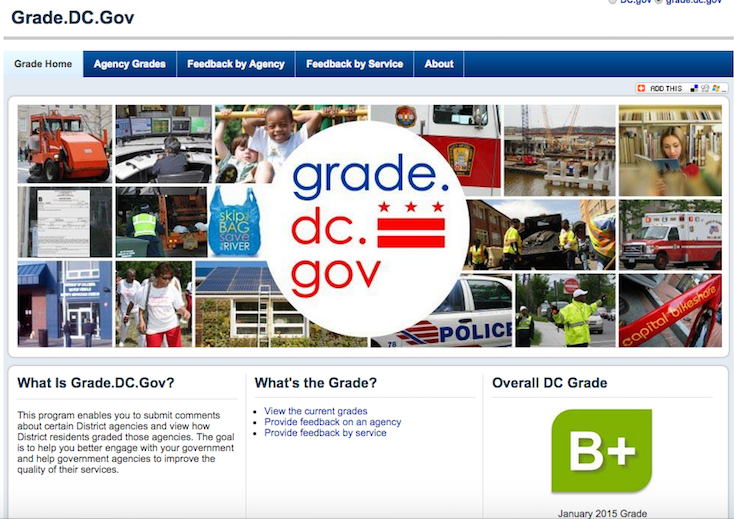 DC.gov grade.dc.gov
Grade.DC.Gov
Grade Home Agency Grades Feedback by Agency Feedback by Service About
ADD THIS
skip the
BAG
save
the RIVER
grade.
dc.
gov
78 POLICE
capital bikeshare
What Is Grade.DC.Gov?
This program enables you to submit comments
about certain District agencies and view how
District residents graded those agencies. The goal
is to help you better engage with your government
and help government agencies to improve the
quality of their services.
What's the Grade?
View the current grades
Provide feedback on an agency
Provide feedback by service
Overall DC Grade
B+
January 2015 Grade